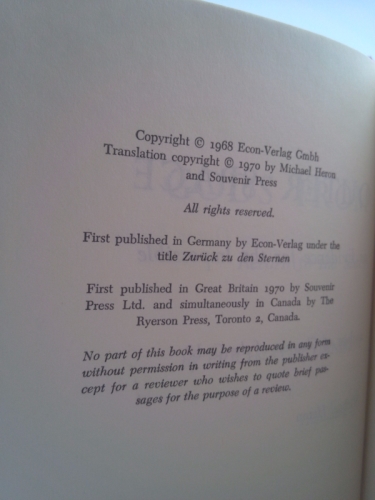 Copyright © 1968 Econ-Verlag Gmbh
Translation copyright © 1970 by Michael Heron
and Souvenir Press
All rights reserved.
First published in Germany by Econ-Verlag under the
title Zurück zu den Sternen
First published in Great Britain 1970 by Souvenir
Press Ltd. and simultaneously in Canada by The
Ryerson Press, Toronto 2, Canada.
No part of this book may be reproduced in any form
without permission in writing from the publisher ex-
cept for a reviewer who wishes to quote brief pas-
sages for the purpose of a review.